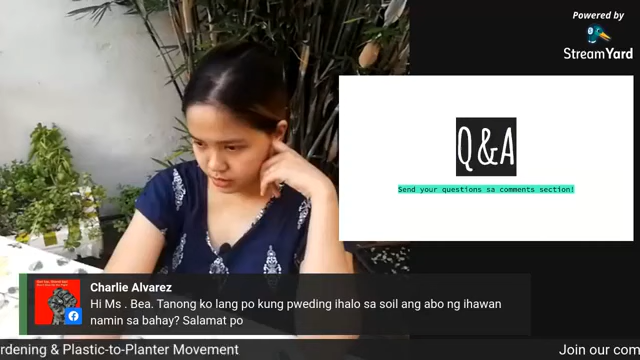 Powered by
StreamYard
Q&A
Send your questions sa comments section!
Charlie Alvarez
Hi Ms . Bea. Tanong ko lang po kung pweding ihalo sa soil ang abo ng ihawan
namin sa bahay? Salamat po
rdening & Plastic-to-Planter Movement
Join our com